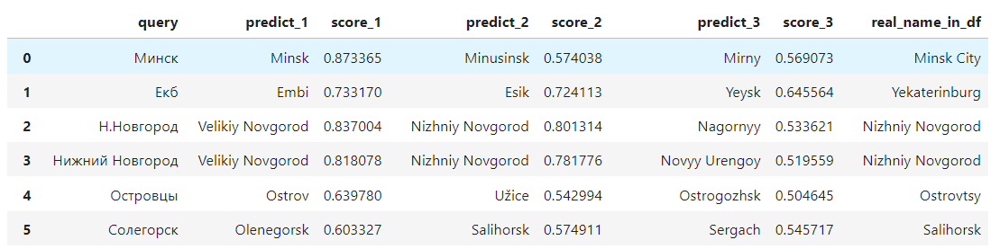 query predict_1 score_1 predict_2 score_2 predict_3 score_3 real_name_in_df
0 Минск Minsk 0.873365 Minusinsk 0.574038 Mirny 0.569073 Minsk City
1 Екб Embi 0.733170 Esik 0.724113 Yeysk 0.645564 Yekaterinburg
2 Н.Новгород Velikiy Novgorod 0.837004 Nizhniy Novgorod 0.801314 Nagornyy 0.533621 Nizhniy Novgorod
3 Нижний Новгород Velikiy Novgorod 0.818078 Nizhniy Novgorod 0.781776 Novyy Urengoy 0.519559 Nizhniy Novgorod
4 Островцы Ostrov 0.639780 Užice 0.542994 Ostrogozhsk 0.504645 Ostrovtsy
5 Солегорск Olenegorsk 0.603327 Salihorsk 0.574911 Sergach 0.545717 Salihorsk